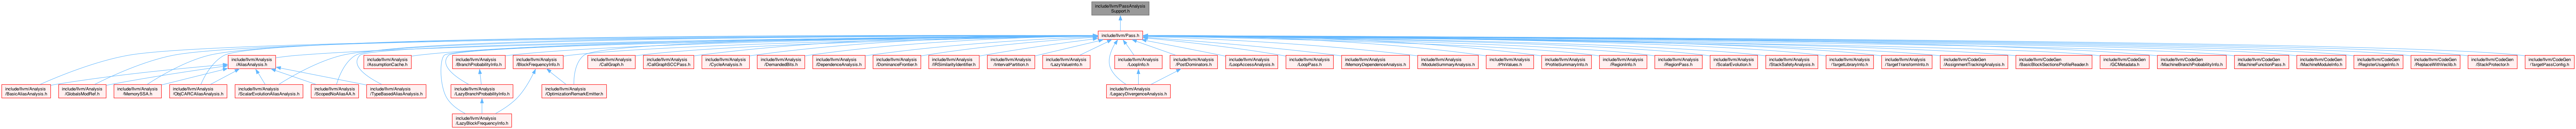 include/llvm/PassAnalysis
Support.h
include/llvm/Pass.h
include/llvm/Analysis
/AliasAnalysis.h
include/llvm/Analysis
/AssumptionCache.h
include/llvm/Analysis
/BranchProbabilityInfo.h
include/llvm/Analysis
/BlockFrequencyInfo.h
include/llvm/Analysis
/CallGraph.h
include/llvm/Analysis
/CallGraphSCCPass.h
include/llvm/Analysis
/CycleAnalysis.h
include/llvm/Analysis
/DemandedBits.h
include/llvm/Analysis
/DependenceAnalysis.h
include/llvm/Analysis
/DominanceFrontier.h
include/llvm/Analysis
/IRSimilarityIdentifier.h
include/llvm/Analysis
/IntervalPartition.h
include/llvm/Analysis
/LazyValueInfo.h
include/llvm/Analysis
/LoopInfo.h
include/llvm/Analysis
/PostDominators.h
include/llvm/Analysis
/LoopAccessAnalysis.h
include/llvm/Analysis
/LoopPass.h
include/llvm/Analysis
/MemoryDependenceAnalysis.h
include/llvm/Analysis
/ModuleSummaryAnalysis.h
include/llvm/Analysis
/PhiValues.h
include/llvm/Analysis
/ProfileSummaryInfo.h
include/llvm/Analysis
/RegionInfo.h
include/llvm/Analysis
/RegionPass.h
include/llvm/Analysis
/ScalarEvolution.h
include/llvm/Analysis
/StackSafetyAnalysis.h
include/llvm/Analysis
/TargetLibraryInfo.h
include/llvm/Analysis
/TargetTransformInfo.h
include/llvm/CodeGen
/AssignmentTrackingAnalysis.h
include/llvm/CodeGen
/BasicBlockSectionsProfileReader.h
include/llvm/CodeGen
/GCMetadata.h
include/llvm/CodeGen
/MachineBranchProbabilityInfo.h
include/llvm/CodeGen
/MachineFunctionPass.h
include/llvm/CodeGen
/MachineModuleInfo.h
include/llvm/CodeGen
/RegisterUsageInfo.h
include/llvm/CodeGen
/ReplaceWithVeclib.h
include/llvm/CodeGen
/StackProtector.h
include/llvm/CodeGen
/TargetPassConfig.h
include/llvm/Analysis
/BasicAliasAnalysis.h
include/llvm/Analysis
/GlobalsModRef.h
include/llvm/Analysis
/MemorySSA.h
include/llvm/Analysis
/ObjCARCAliasAnalysis.h
include/llvm/Analysis
/ScalarEvolutionAliasAnalysis.h
include/llvm/Analysis
/ScopedNoAliasAA.h
include/llvm/Analysis
/TypeBasedAliasAnalysis.h
include/llvm/Analysis
/LazyBranchProbabilityInfo.h
include/llvm/Analysis
/OptimizationRemarkEmitter.h
include/llvm/Analysis
/LegacyDivergenceAnalysis.h
include/llvm/Analysis
/LazyBlockFrequencyInfo.h